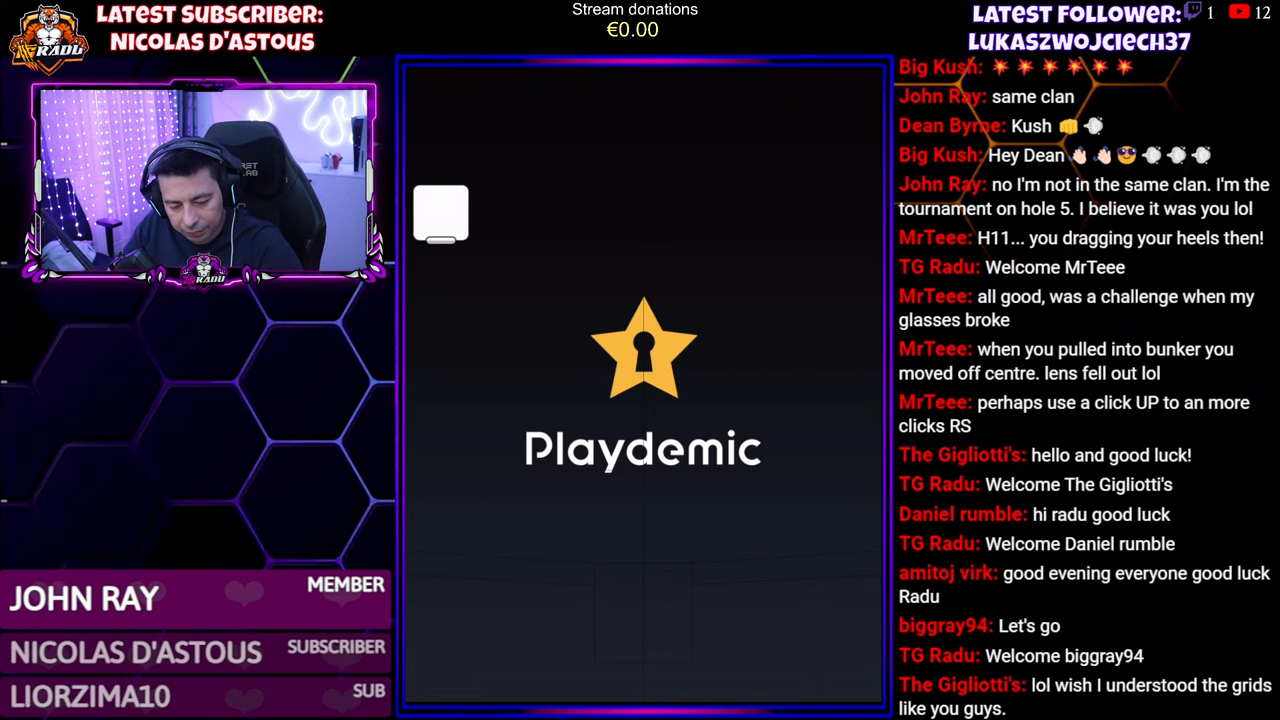 LATEST SUBSCRIBER:
NICOLAS D'ASTOUS
RADU
Stream donations
€0.00
LATEST FOLLOWER:
LUKASZWOJCIECH37
1
12
Big Kush: 💥 💥 💥 💥 💥 💥
John Ray: same clan
Dean Byrne: Kush 👊💨
Big Kush: Hey Dean 🤏🏻 🤏🏻 😎 💨 💨 💨
John Ray: no I'm not in the same clan. I'm the
tournament on hole 5. I believe it was you lol
MrTeee: H11... you dragging your heels then!
TG Radu: Welcome MrTeee
MrTeee: all good, was a challenge when my
glasses broke
MrTeee: when you pulled into bunker you
moved off centre. lens fell out lol
MrTeee: perhaps use a click UP to an more
clicks RS
The Gigliotti's: hello and good luck!
TG Radu: Welcome The Gigliotti's
Daniel rumble: hi radu good luck
TG Radu: Welcome Daniel rumble
amitoj virk: good evening everyone good luck
Radu
biggray94: Let's go
TG Radu: Welcome biggray94
The Gigliotti's: lol wish I understood the grids
like you guys.
RADU
Playdemic
JOHN RAY
MEMBER
NICOLAS D'ASTOUS
SUBSCRIBER
LIORZIMA10
SUB